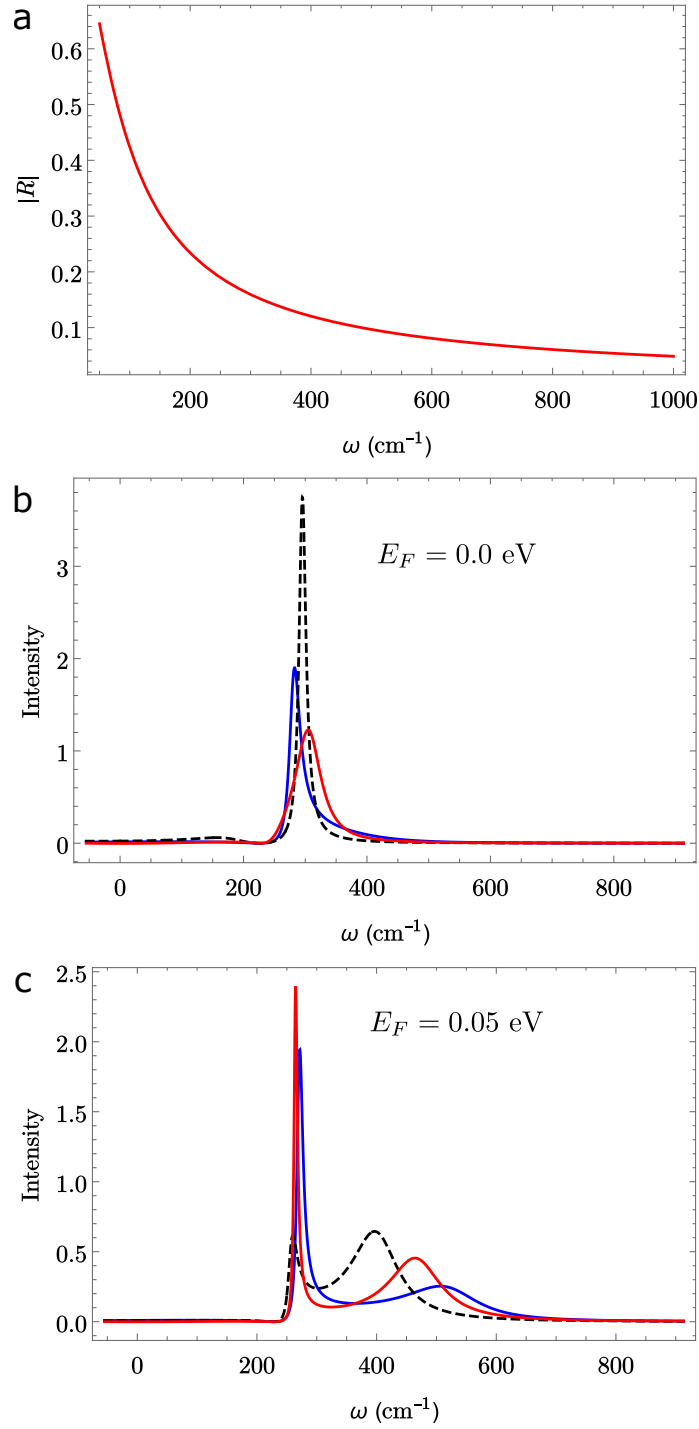 a
0.6
0.5
0.4
0.3
0.2
0.1
|R|
200 400 600 800 1000
ω (cm⁻¹)
b
E_F = 0.0 eV
3
2
1
0
Intensity
0 200 400 600 800
ω (cm⁻¹)
c
E_F = 0.05 eV
2.5
2.0
1.5
1.0
0.5
0.0
Intensity
0 200 400 600 800
ω (cm⁻¹)